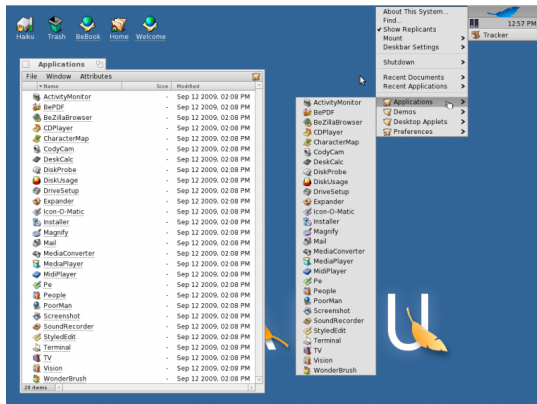 Haiku Trash BeBook Home Welcome
Applications
File Window Attributes
Name Size Modified
ActivityMonitor - Sep 12 2009, 02:08 PM
BePDF - Sep 12 2009, 02:08 PM
BeZillaBrowser - Sep 12 2009, 02:08 PM
CDPlayer - Sep 12 2009, 02:08 PM
CharacterMap - Sep 12 2009, 02:08 PM
CodyCam - Sep 12 2009, 02:08 PM
DeskCalc - Sep 12 2009, 02:08 PM
DiskProbe - Sep 12 2009, 02:08 PM
DiskUsage - Sep 12 2009, 02:08 PM
DriveSetup - Sep 12 2009, 02:08 PM
Expander - Sep 12 2009, 02:08 PM
Icon-O-Matic - Sep 12 2009, 02:08 PM
Installer - Sep 12 2009, 02:08 PM
Magnify - Sep 12 2009, 02:08 PM
Mail - Sep 12 2009, 02:08 PM
MediaConverter - Sep 12 2009, 02:08 PM
MediaPlayer - Sep 12 2009, 02:08 PM
MidiPlayer - Sep 12 2009, 02:08 PM
Pe - Sep 12 2009, 02:08 PM
People - Sep 12 2009, 02:08 PM
PoorMan - Sep 12 2009, 02:08 PM
Screenshot - Sep 12 2009, 02:08 PM
SoundRecorder - Sep 12 2009, 02:08 PM
StyledEdit - Sep 12 2009, 02:08 PM
Terminal - Sep 12 2009, 02:08 PM
TV - Sep 12 2009, 02:08 PM
Vision - Sep 12 2009, 02:08 PM
WonderBrush - Sep 12 2009, 02:08 PM
28 items
ActivityMonitor
BePDF
BeZillaBrowser
CDPlayer
CharacterMap
CodyCam
DeskCalc
DiskProbe
DiskUsage
DriveSetup
Expander
Icon-O-Matic
Installer
Magnify
Mail
MediaConverter
MediaPlayer
MidiPlayer
Pe
People
PoorMan
Screenshot
SoundRecorder
StyledEdit
Terminal
TV
Vision
WonderBrush
About This System...
Find...
Show Replicants
Mount
Deskbar Settings
Shutdown
Recent Documents
Recent Applications
Applications
Demos
Desktop Applets
Preferences
12:57 PM
Tracker
U